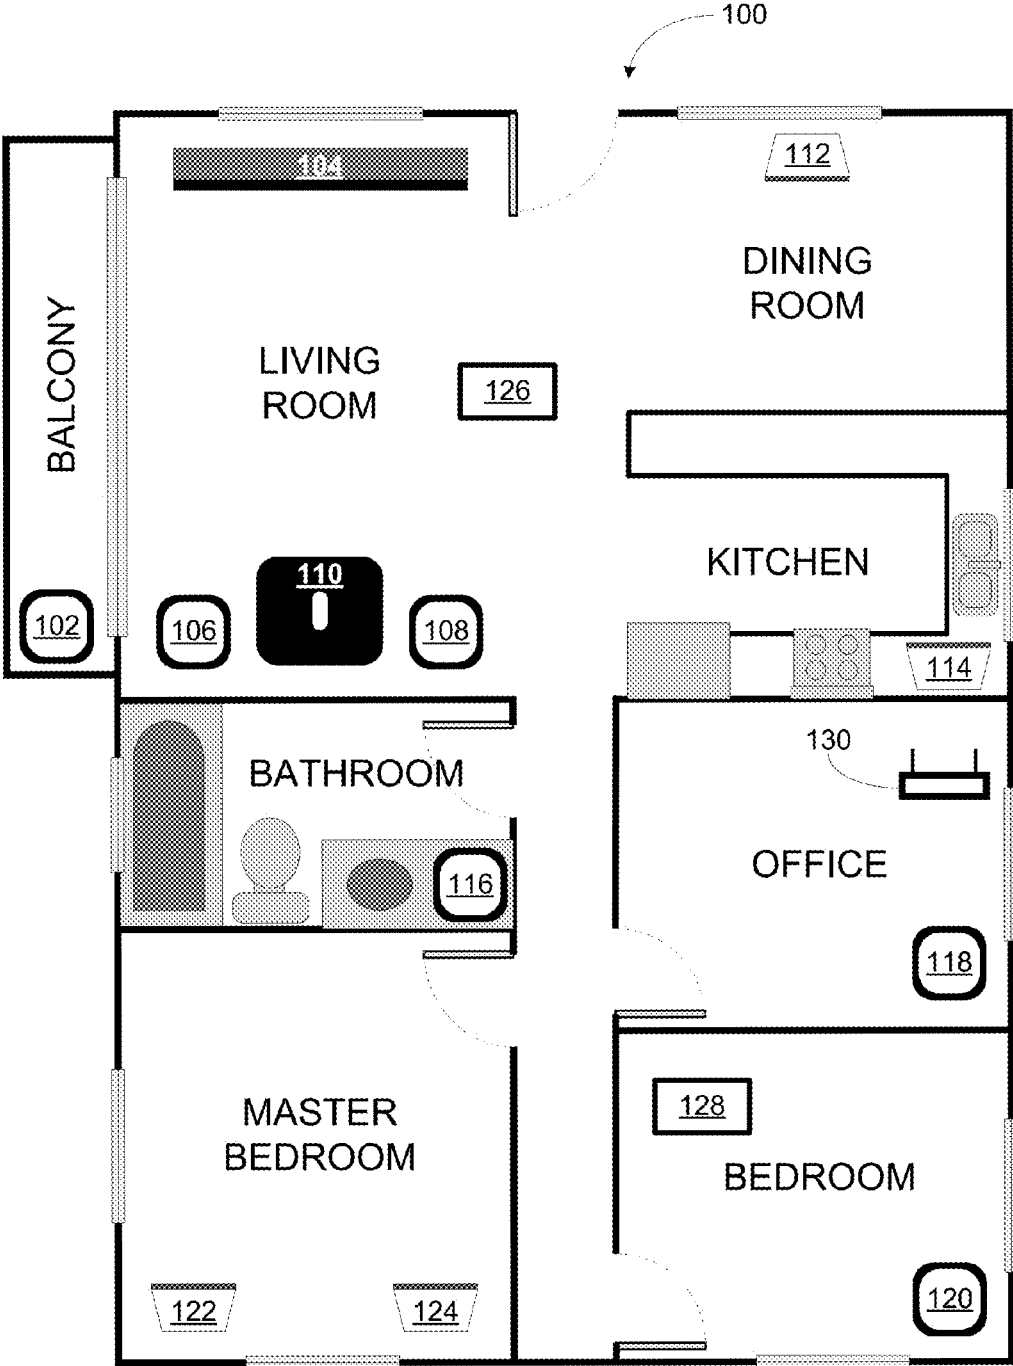 100
104
112
DINING
ROOM
BALCONY
LIVING
ROOM
126
KITCHEN
110
102
106
108
114
130
BATHROOM
OFFICE
116
118
128
MASTER
BEDROOM
BEDROOM
122
124
120